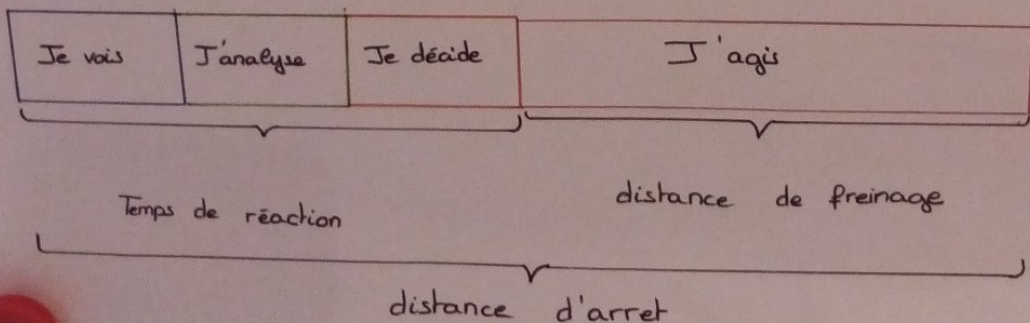 Je vois J'analyse Je décide J'agis
Temps de réaction distance de freinage
distance d'arret